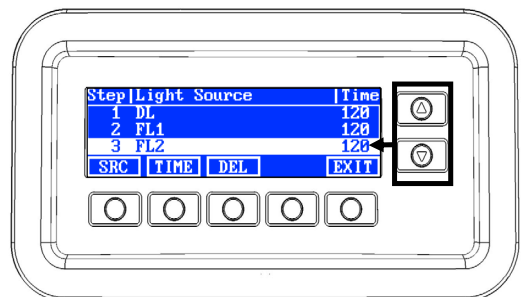 Step|Light Source |Time
1 DL 120
2 FL1 120
3 FL2 120
SRC TIME DEL EXIT